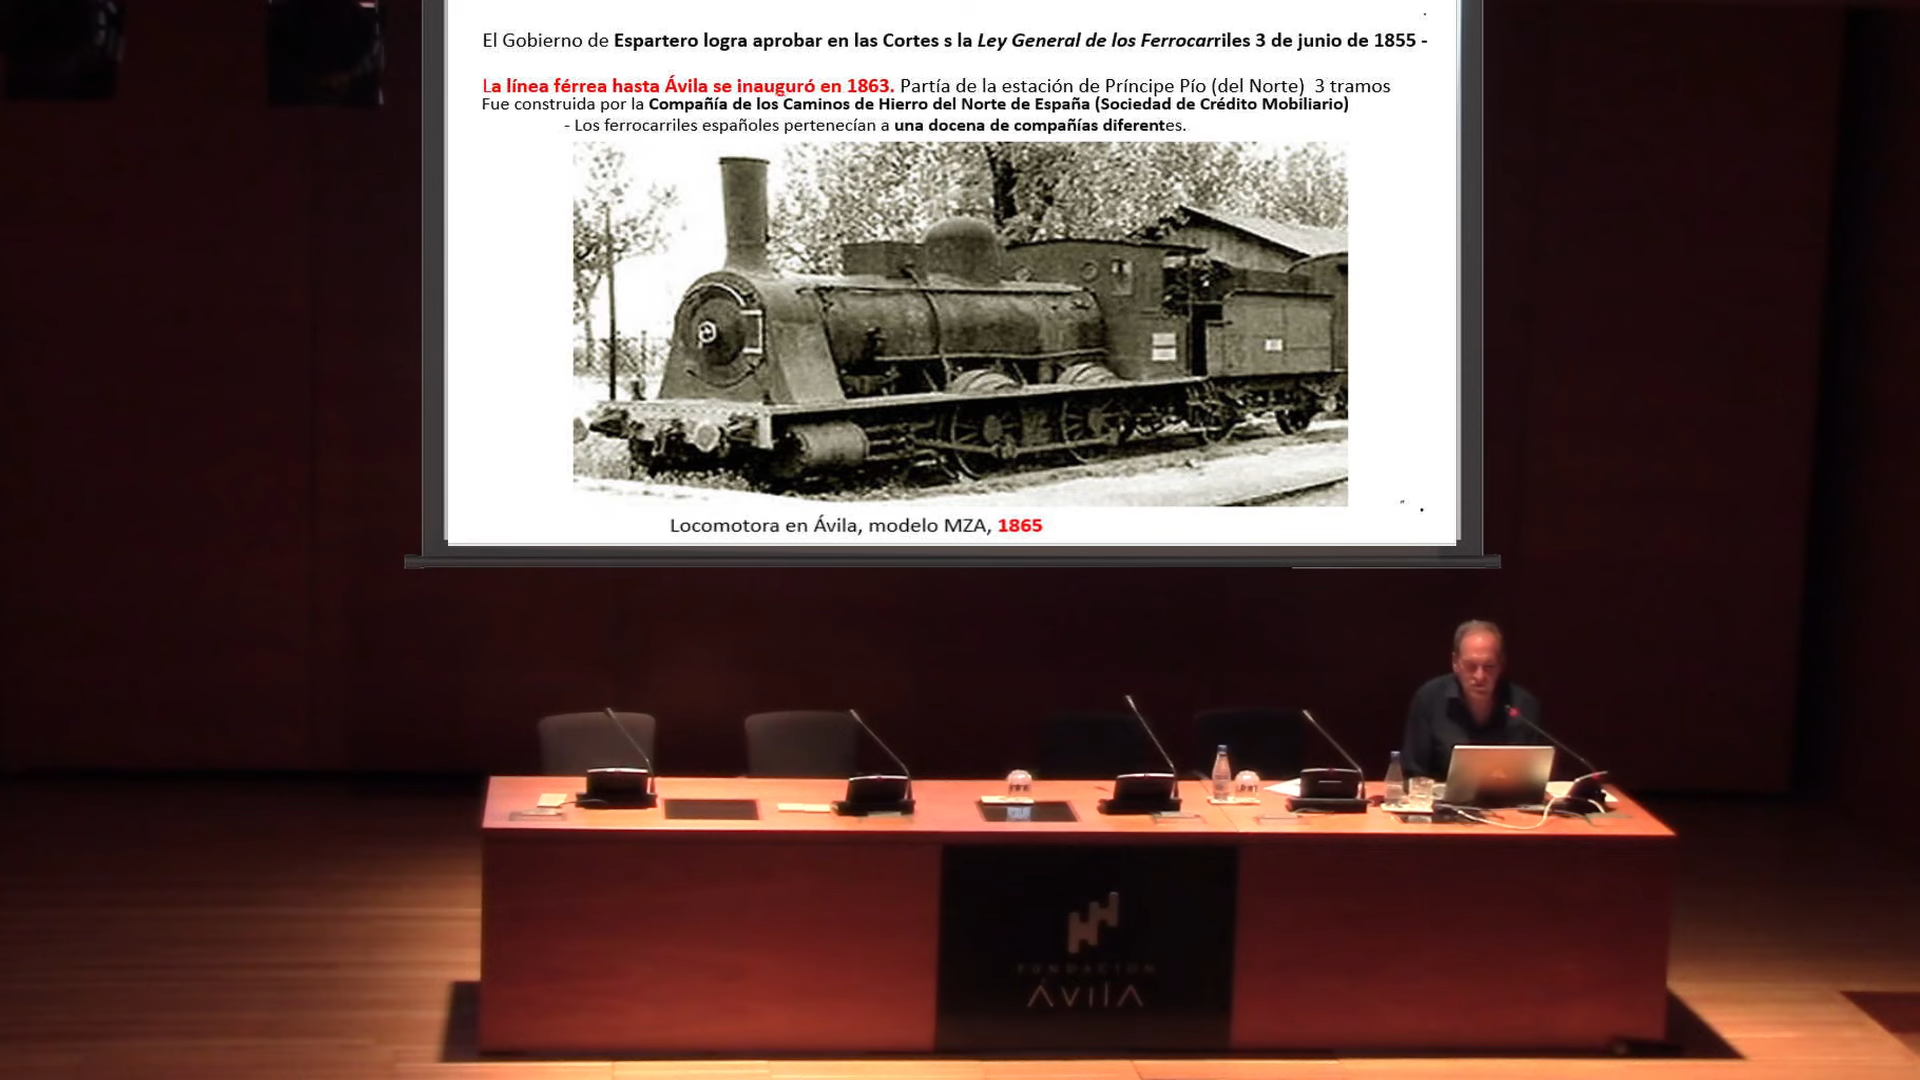 El Gobierno de Espartero logra aprobar en las Cortes s la Ley General de los Ferrocarriles 3 de junio de 1855 -
La línea férrea hasta Ávila se inauguró en 1863. Partía de la estación de Príncipe Pío (del Norte) 3 tramos
Fue construida por la Compañía de los Caminos de Hierro del Norte de España (Sociedad de Crédito Mobiliario)
- Los ferrocarriles españoles pertenecían a una docena de compañías diferentes.
Locomotora en Ávila, modelo MZA, 1865
FUNDACIÓN
ÁVILA